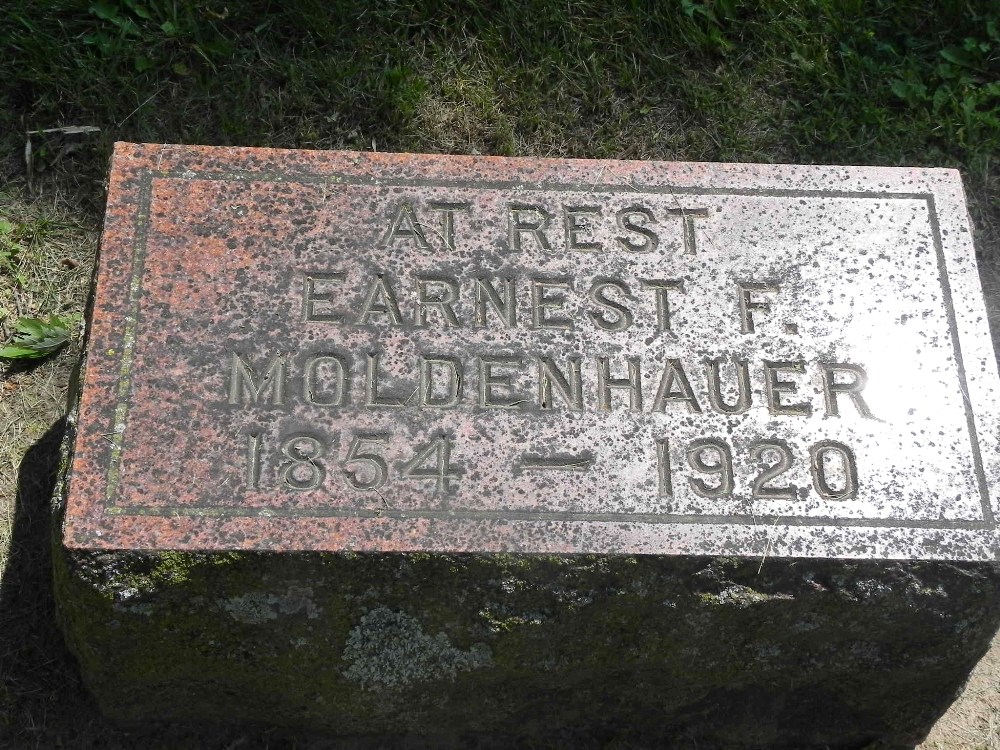 AT REST
EARNEST F.
MOLDENHAUER
1854 – 1920